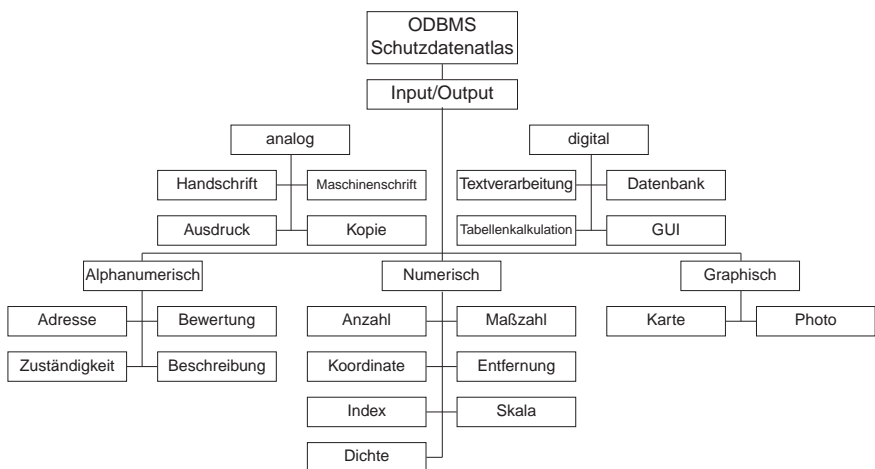 ODBMS
Schutzdatenatlas
Input/Output
analog
digital
Handschrift
Maschinenschrift
Textverarbeitung
Datenbank
Ausdruck
Kopie
Tabellenkalkulation
GUI
Alphanumerisch
Numerisch
Graphisch
Adresse
Bewertung
Anzahl
Maßzahl
Karte
Photo
Zuständigkeit
Beschreibung
Koordinate
Entfernung
Index
Skala
Dichte